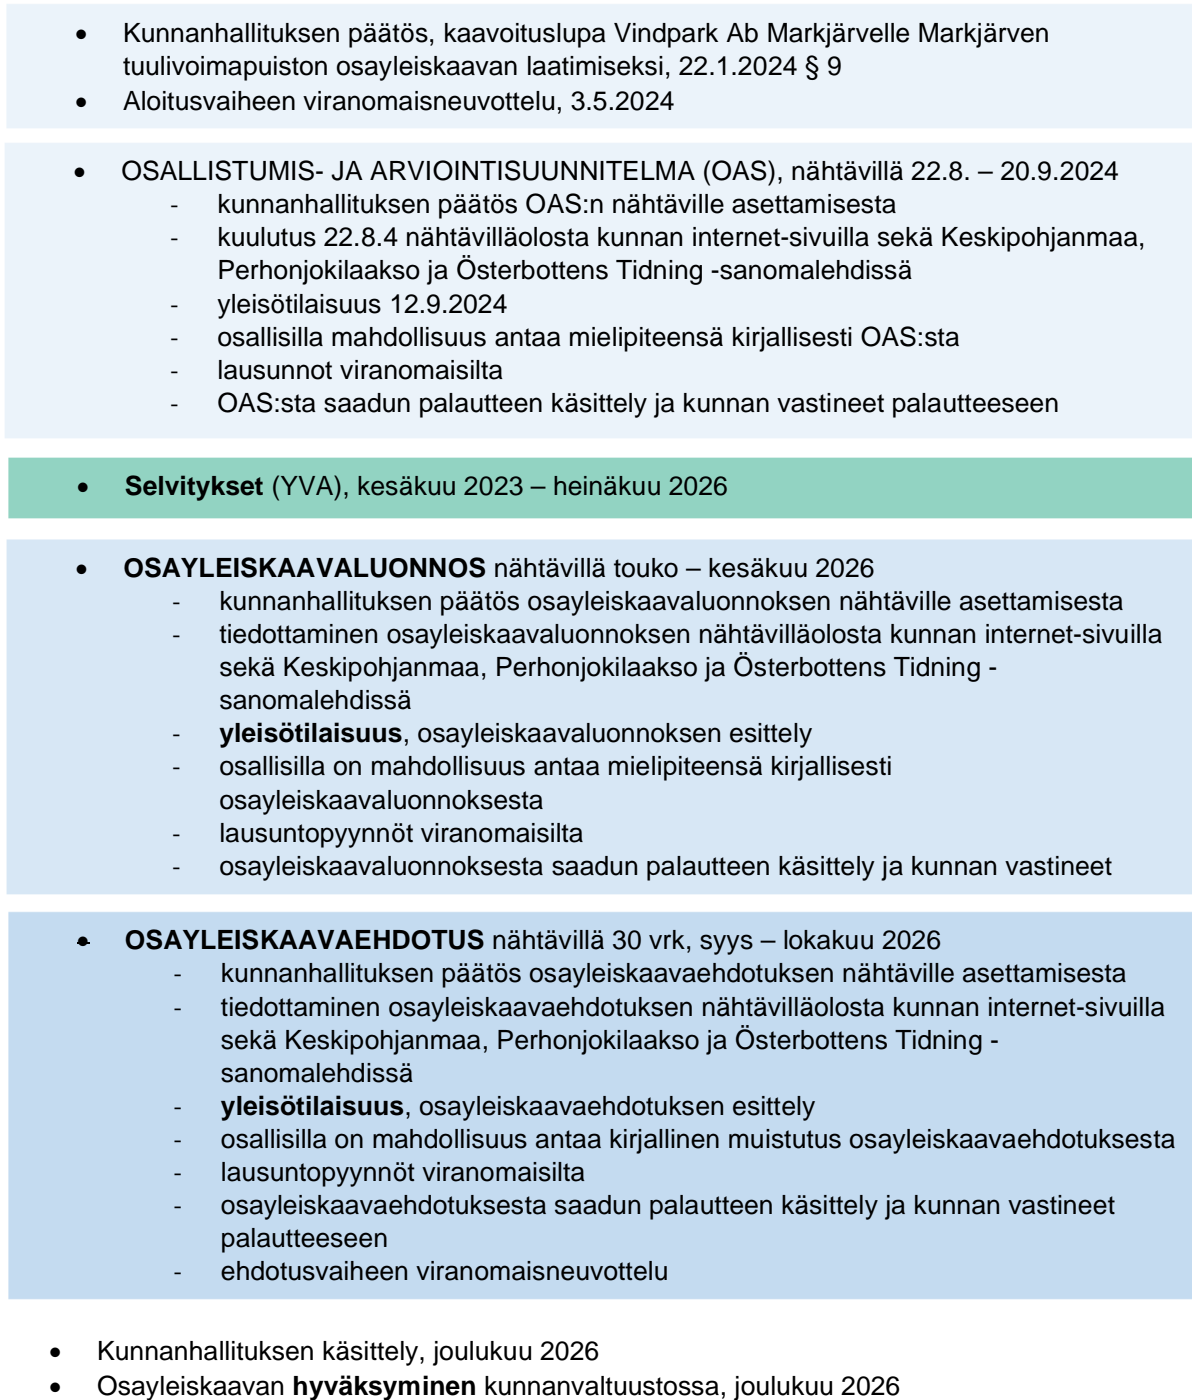 • Kunnanhallituksen päätös, kaavoituslupa Vindpark Ab Markjärvelle Markjärven
tuulivoimapuiston osayleiskaavan laatimiseksi, 22.1.2024 § 9
• Aloitusvaiheen viranomaisneuvottelu, 3.5.2024
• OSALLISTUMIS- JA ARVIOINTISUUNNITELMA (OAS), nähtävillä 22.8. – 20.9.2024
- kunnanhallituksen päätös OAS:n nähtäville asettamisesta
- kuulutus 22.8.4 nähtävilläolosta kunnan internet-sivuilla sekä Keskipohjanmaa,
Perhonjokilaakso ja Österbottens Tidning -sanomalehdissä
- yleisötilaisuus 12.9.2024
- osallisilla mahdollisuus antaa mielipiteensä kirjallisesti OAS:sta
- lausunnot viranomaisilta
- OAS:sta saadun palautteen käsittely ja kunnan vastineet palautteeseen
• Selvitykset (YVA), kesäkuu 2023 – heinäkuu 2026
• OSAYLEISKAAVALUONNOS nähtävillä touko – kesäkuu 2026
- kunnanhallituksen päätös osayleiskaavaluonnoksen nähtäville asettamisesta
- tiedottaminen osayleiskaavaluonnoksen nähtävilläolosta kunnan internet-sivuilla
sekä Keskipohjanmaa, Perhonjokilaakso ja Österbottens Tidning -
sanomalehdissä
- yleisötilaisuus, osayleiskaavaluonnoksen esittely
- osallisilla on mahdollisuus antaa mielipiteensä kirjallisesti
osayleiskaavaluonnoksesta
- lausuntopyynnöt viranomaisilta
- osayleiskaavaluonnoksesta saadun palautteen käsittely ja kunnan vastineet
• OSAYLEISKAAVAEHDOTUS nähtävillä 30 vrk, syys – lokakuu 2026
- kunnanhallituksen päätös osayleiskaavaehdotuksen nähtäville asettamisesta
- tiedottaminen osayleiskaavaehdotuksen nähtävilläolosta kunnan internet-sivuilla
sekä Keskipohjanmaa, Perhonjokilaakso ja Österbottens Tidning -
sanomalehdissä
- yleisötilaisuus, osayleiskaavaehdotuksen esittely
- osallisilla on mahdollisuus antaa kirjallinen muistutus osayleiskaavaehdotuksesta
- lausuntopyynnöt viranomaisilta
- osayleiskaavaehdotuksesta saadun palautteen käsittely ja kunnan vastineet
palautteeseen
- ehdotusvaiheen viranomaisneuvottelu
• Kunnanhallituksen käsittely, joulukuu 2026
• Osayleiskaavan hyväksyminen kunnanvaltuustossa, joulukuu 2026